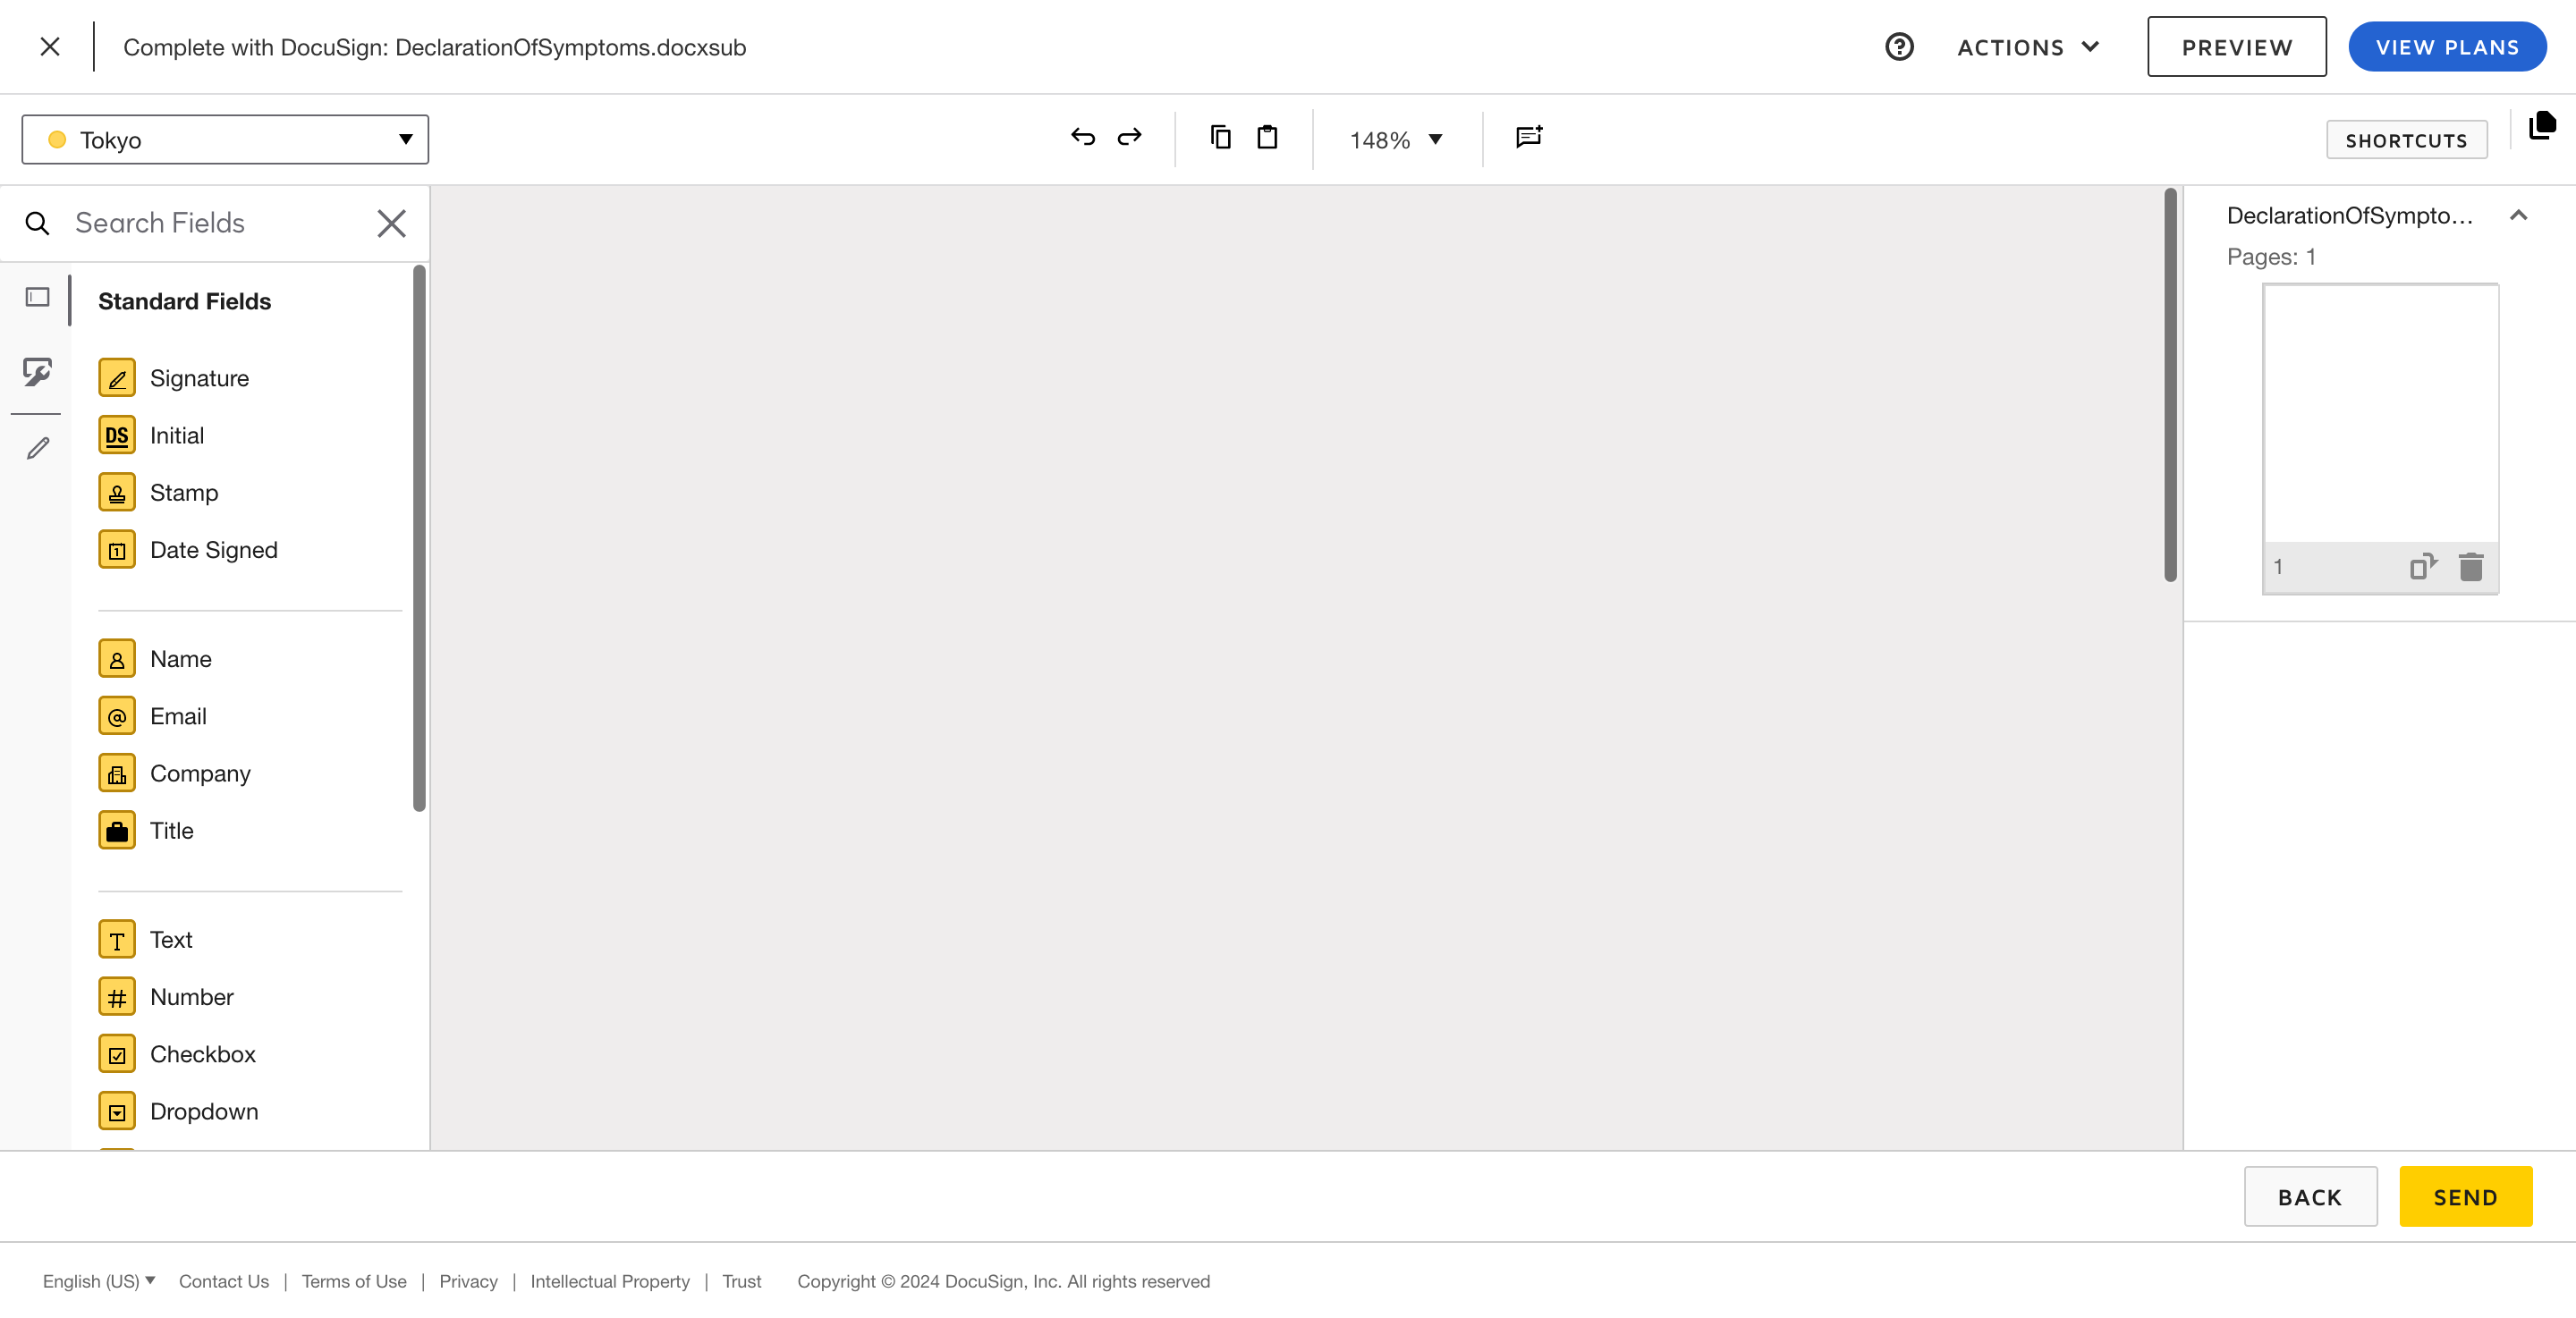 Complete with DocuSign: DeclarationOfSymptoms.docxsub
ACTIONS
PREVIEW
VIEW PLANS
Tokyo
148%
SHORTCUTS
Search Fields
Standard Fields
Signature
DS Initial
Stamp
1 Date Signed
Name
@ Email
Company
Title
T Text
# Number
Checkbox
Dropdown
DeclarationOfSympto...
Pages: 1
1
BACK
SEND
English (US) Contact Us | Terms of Use | Privacy | Intellectual Property | Trust Copyright © 2024 DocuSign, Inc. All rights reserved